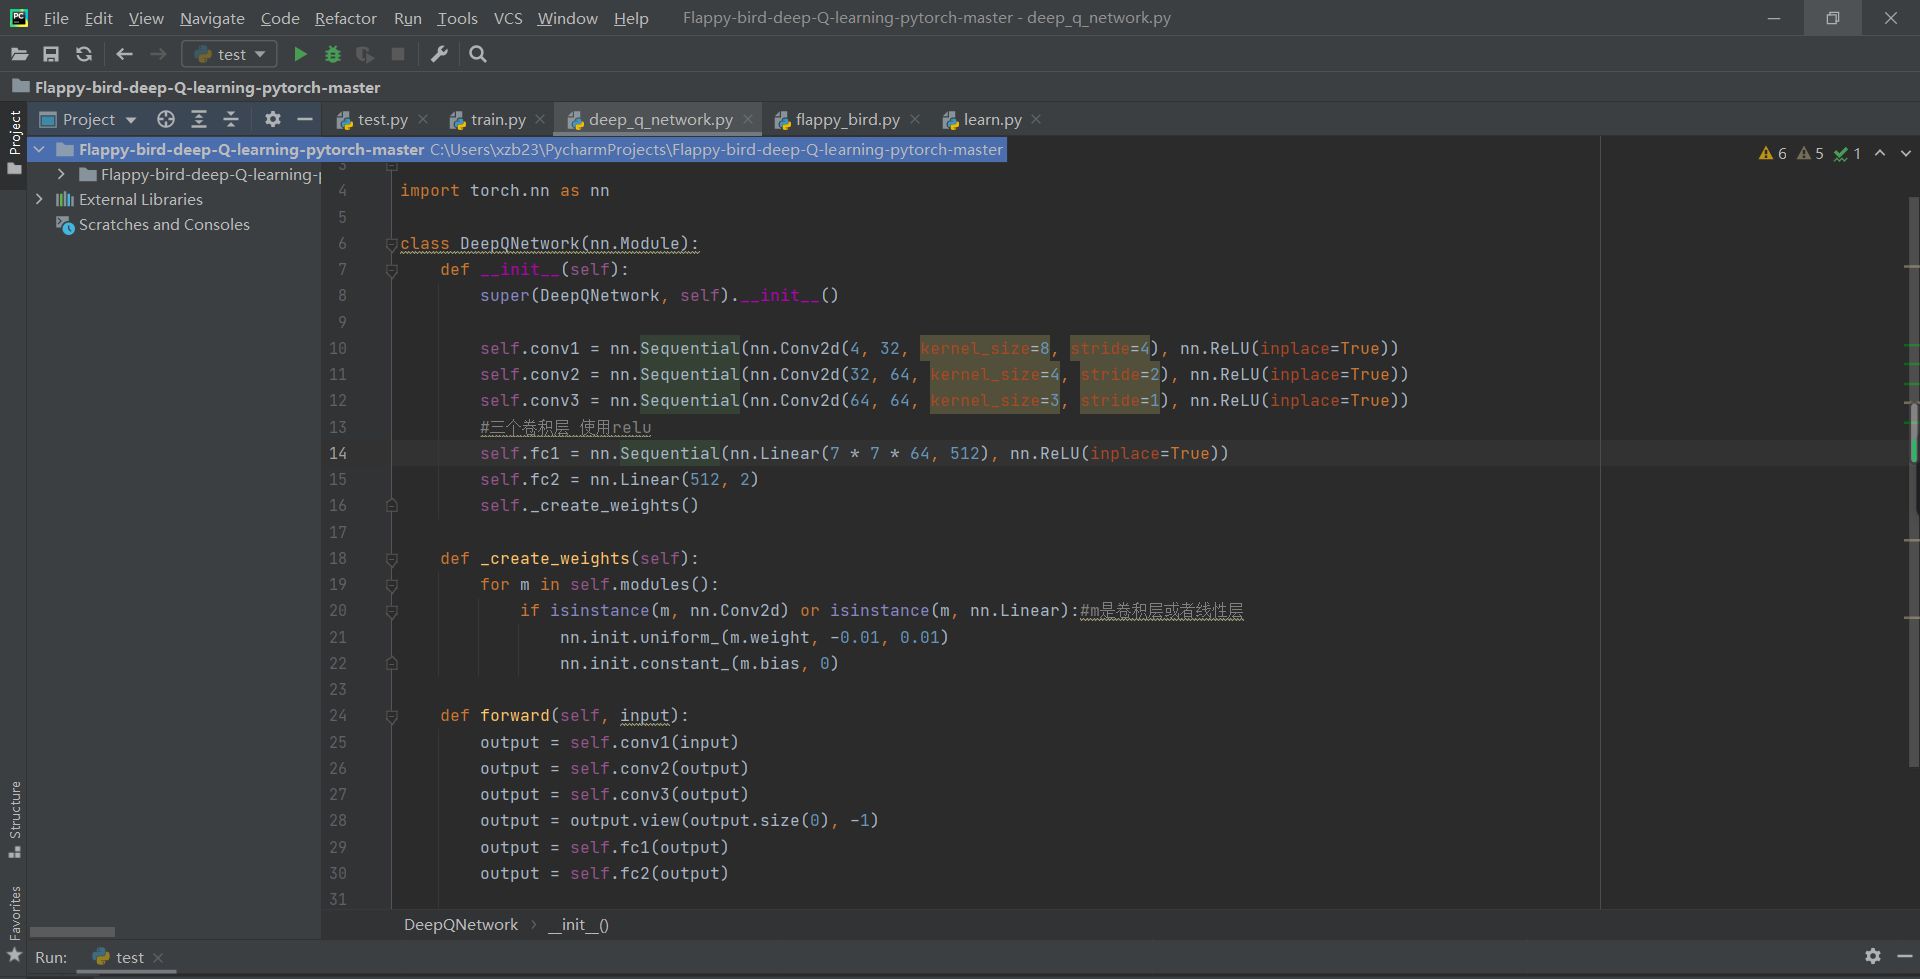 PC File Edit View Navigate Code Refactor Run Tools VCS Window Help Flappy-bird-deep-Q-learning-pytorch-master - deep_q_network.py
test
Flappy-bird-deep-Q-learning-pytorch-master
Project
Project
test.py train.py deep_q_network.py flappy_bird.py learn.py
Flappy-bird-deep-Q-learning-pytorch-master C:\Users\xzb23\PycharmProjects\Flappy-bird-deep-Q-learning-pytorch-master
Flappy-bird-deep-Q-learning-p
External Libraries
Scratches and Consoles
6 5 1
3
4 import torch.nn as nn
5
6 class DeepQNetwork(nn.Module):
7 def __init__(self):
8 super(DeepQNetwork, self).__init__()
9
10 self.conv1 = nn.Sequential(nn.Conv2d(4, 32, kernel_size=8, stride=4), nn.ReLU(inplace=True))
11 self.conv2 = nn.Sequential(nn.Conv2d(32, 64, kernel_size=4, stride=2), nn.ReLU(inplace=True))
12 self.conv3 = nn.Sequential(nn.Conv2d(64, 64, kernel_size=3, stride=1), nn.ReLU(inplace=True))
13 #三个卷积层 使用relu
14 self.fc1 = nn.Sequential(nn.Linear(7 * 7 * 64, 512), nn.ReLU(inplace=True))
15 self.fc2 = nn.Linear(512, 2)
16 self._create_weights()
17
18 def _create_weights(self):
19 for m in self.modules():
20 if isinstance(m, nn.Conv2d) or isinstance(m, nn.Linear):#m是卷积层或者线性层
21 nn.init.uniform_(m.weight, -0.01, 0.01)
22 nn.init.constant_(m.bias, 0)
23
24 def forward(self, input):
25 output = self.conv1(input)
26 output = self.conv2(output)
27 output = self.conv3(output)
28 output = output.view(output.size(0), -1)
29 output = self.fc1(output)
30 output = self.fc2(output)
31
Structure
Favorites
DeepQNetwork __init__()
Run: test